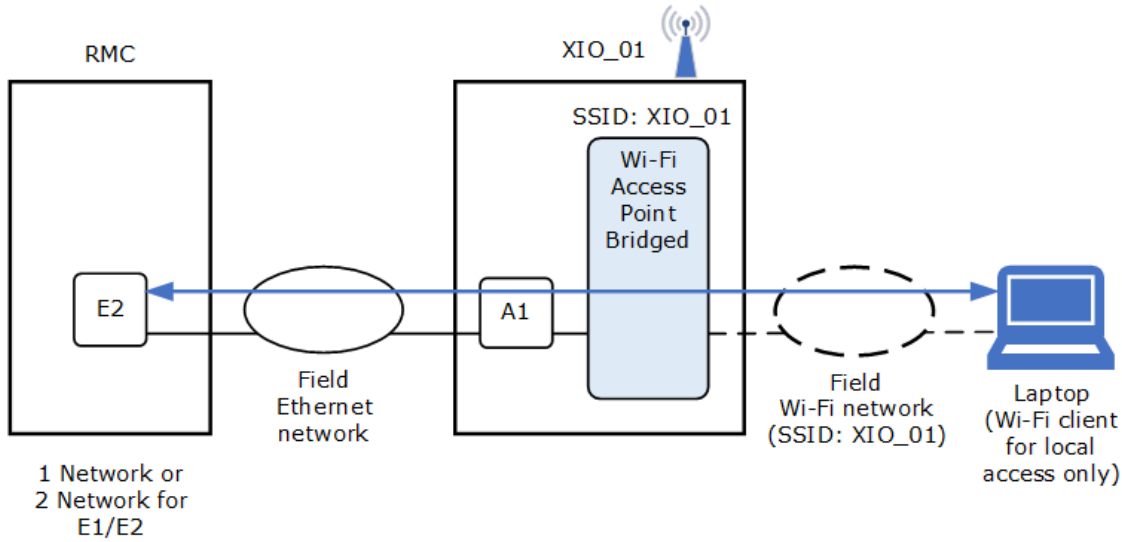 RMC
XIO_01
SSID: XIO_01
Wi-Fi
Access
Point
Bridged
E2
A1
Field
Ethernet
network
Field
Wi-Fi network
(SSID: XIO_01)
Laptop
(Wi-Fi client
for local
access only)
1 Network or
2 Network for
E1/E2